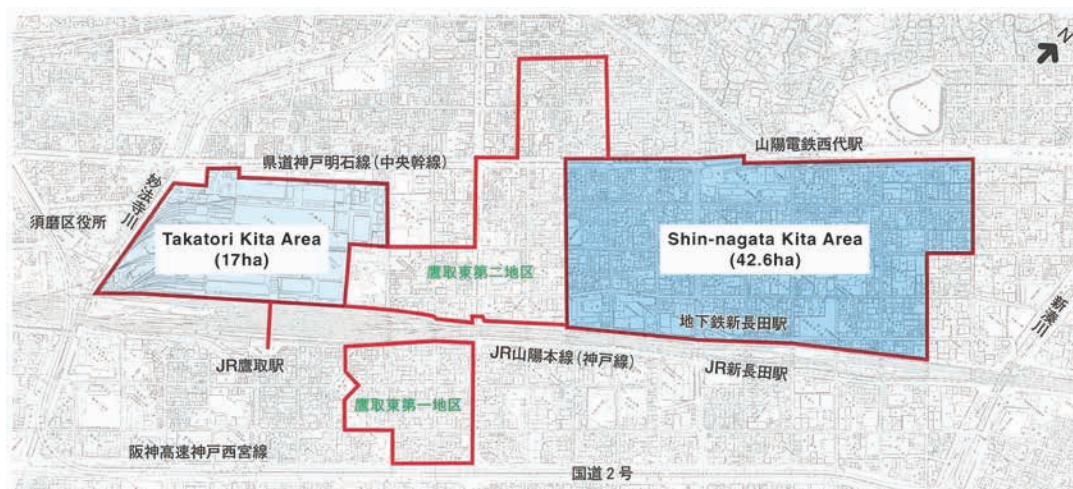 N
県道神戸明石線(中央幹線)
山陽電鉄西代駅
妙法寺川
須磨区役所
Takatori Kita Area
(17ha)
Shin-nagata Kita Area
(42.6ha)
鷹取東第二地区
新湊川
地下鉄新長田駅
JR山陽本線(神戸線)
JR鷹取駅
JR新長田駅
鷹取東第一地区
阪神高速神戸西宮線
国道2号